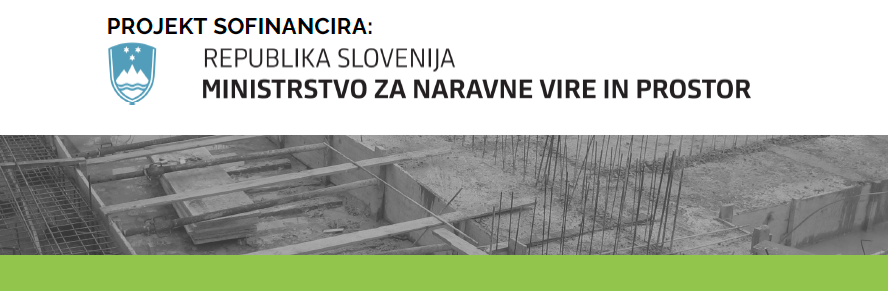 PROJEKT SOFINANCIRA:
REPUBLIKA SLOVENIJA
MINISTRSTVO ZA NARAVNE VIRE IN PROSTOR